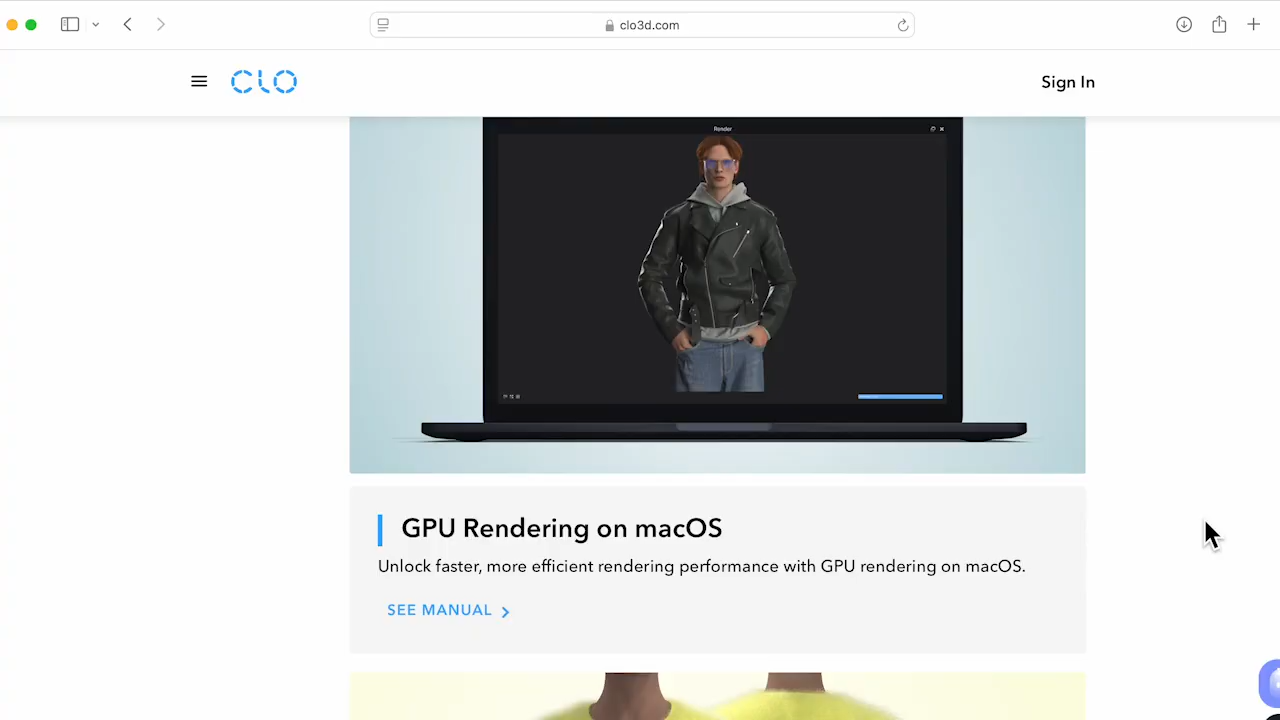 clo3d.com
CLO
Sign In
Render
GPU Rendering on macOS
Unlock faster, more efficient rendering performance with GPU rendering on macOS.
SEE MANUAL